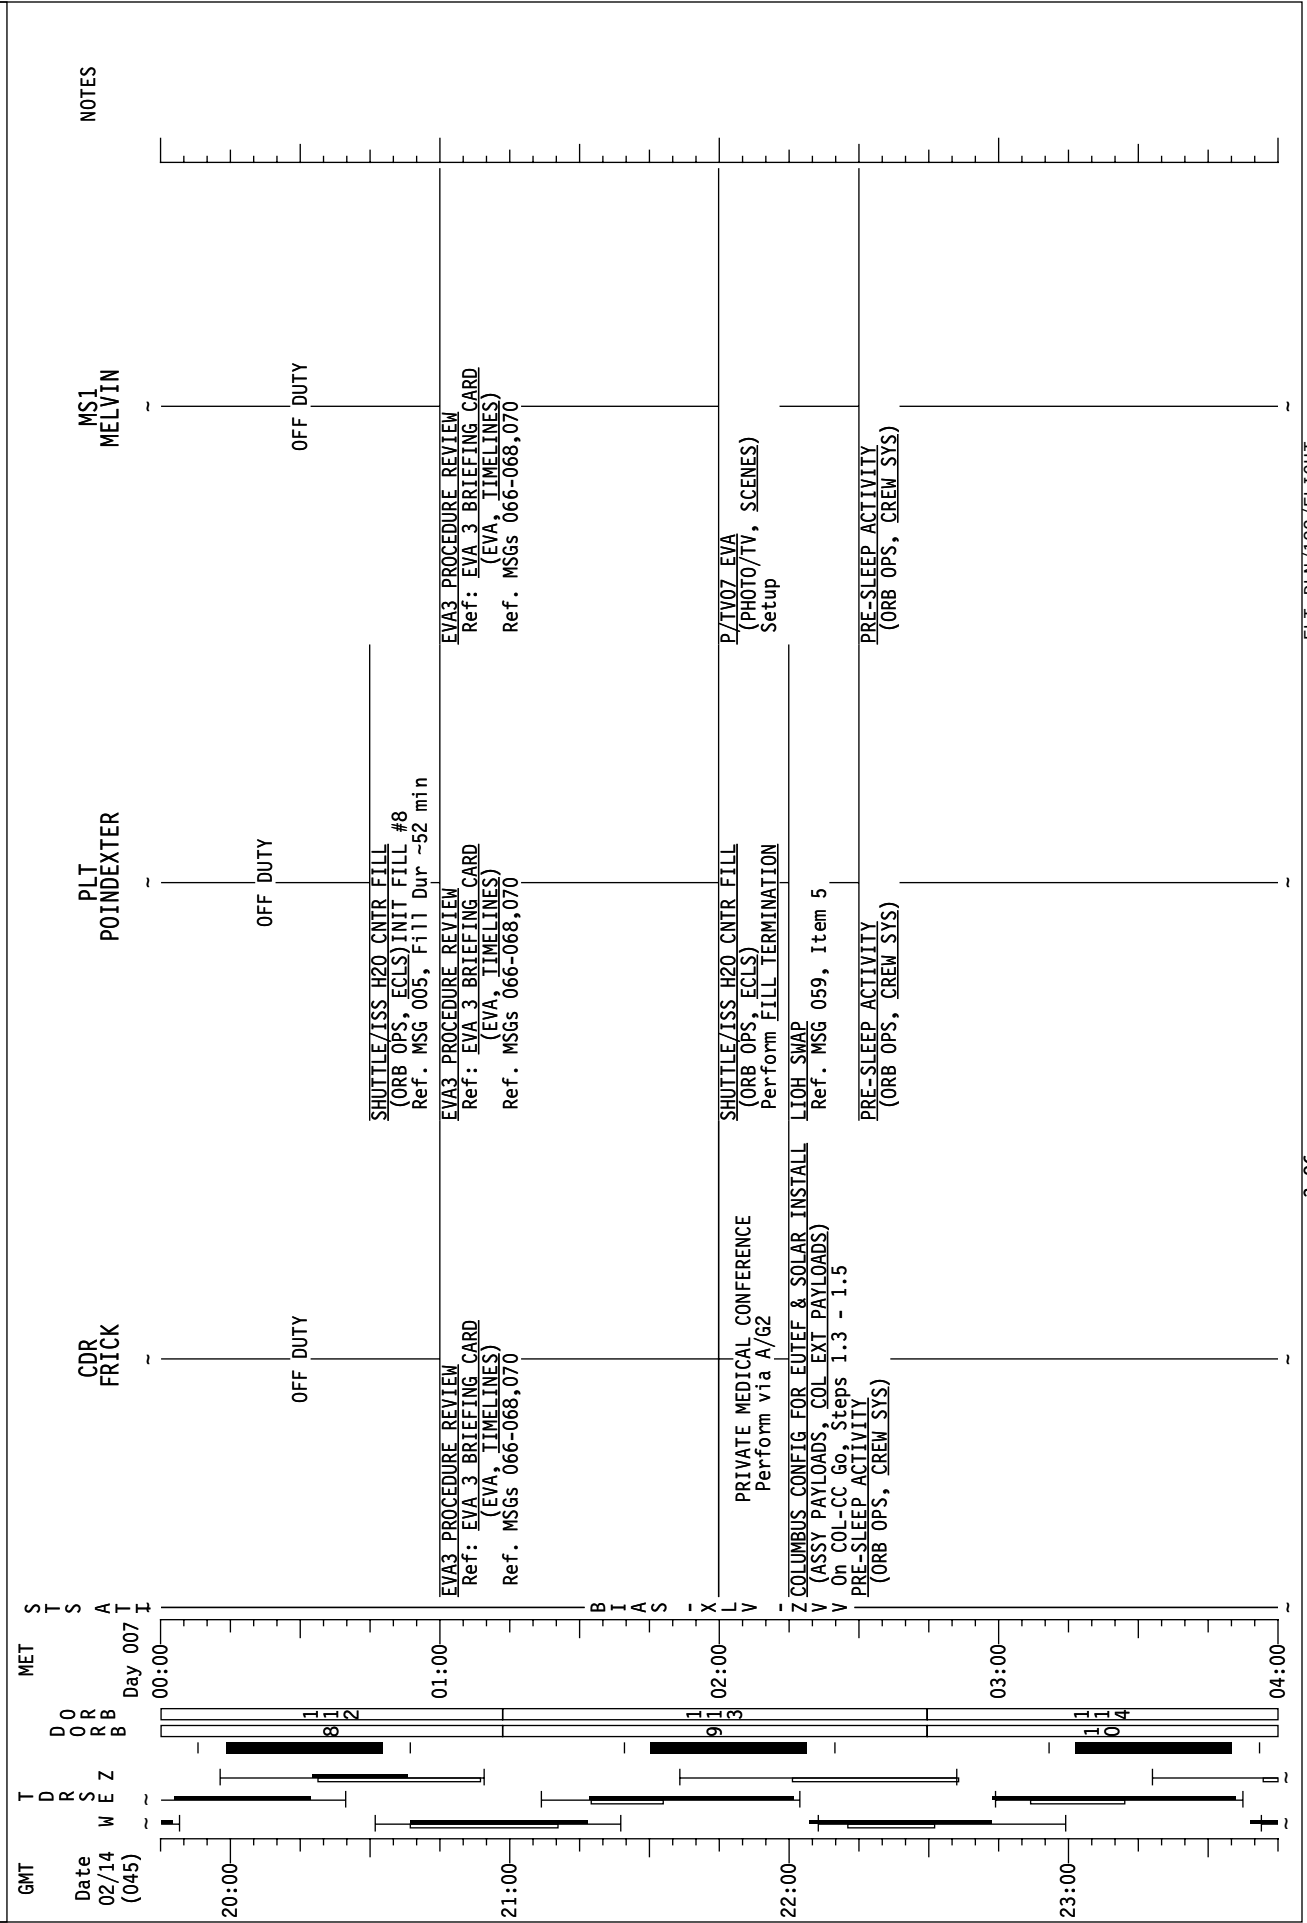 GMT
Date
02/14
(045)
20:00
21:00
22:00
23:00
T
D
R
S
W E Z
D O
O R
R B
B
8
112
9
113
10
114
MET
Day 007
00:00
01:00
02:00
03:00
04:00
S
T
S
A
T
T
B
I
A
S
-
X
L
V
-
Z
V
V
CDR
FRICK
OFF DUTY
EVA3 PROCEDURE REVIEW
Ref: EVA 3 BRIEFING CARD
(EVA, TIMELINES)
Ref. MSGs 066-068,070
PRIVATE MEDICAL CONFERENCE
Perform via A/G2
COLUMBUS CONFIG FOR EUTEF & SOLAR INSTALL
(ASSY PAYLOADS, COL EXT PAYLOADS)
On COL-CC Go, Steps 1.3 - 1.5
PRE-SLEEP ACTIVITY
(ORB OPS, CREW SYS)
PLT
POINDEXTER
OFF DUTY
SHUTTLE/ISS H2O CNTR FILL
(ORB OPS, ECLS)INIT FILL #8
Ref. MSG 005, Fill Dur ~52 min
EVA3 PROCEDURE REVIEW
Ref: EVA 3 BRIEFING CARD
(EVA, TIMELINES)
Ref. MSGs 066-068,070
SHUTTLE/ISS H2O CNTR FILL
(ORB OPS, ECLS)
Perform FILL TERMINATION
LIOH SWAP
Ref. MSG 059, Item 5
PRE-SLEEP ACTIVITY
(ORB OPS, CREW SYS)
MS1
MELVIN
OFF DUTY
EVA3 PROCEDURE REVIEW
Ref: EVA 3 BRIEFING CARD
(EVA, TIMELINES)
Ref. MSGs 066-068,070
P/TV07 EVA
(PHOTO/TV, SCENES)
Setup
PRE-SLEEP ACTIVITY
(ORB OPS, CREW SYS)
NOTES